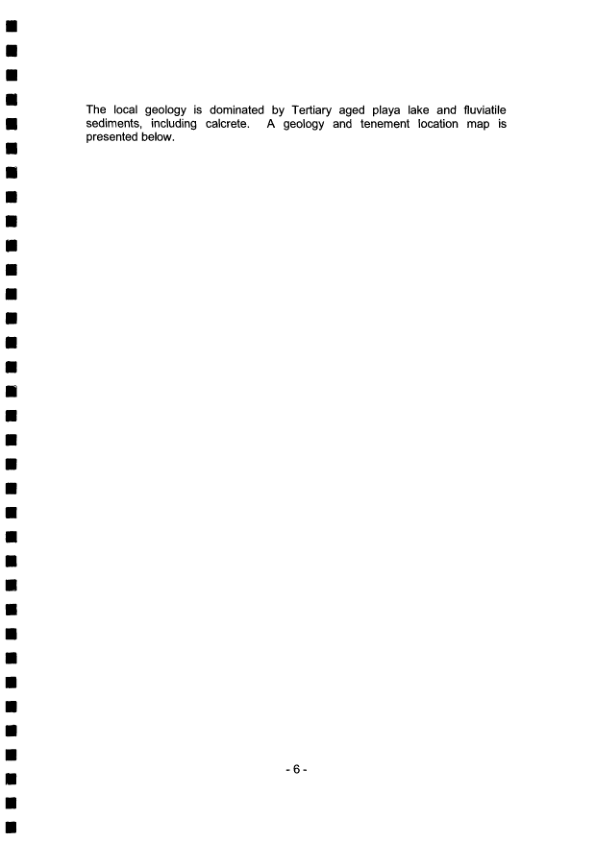 The local geology is dominated by Tertiary aged playa lake and fluviatile
sediments, including calcrete. A geology and tenement location map is
presented below.
- 6 -